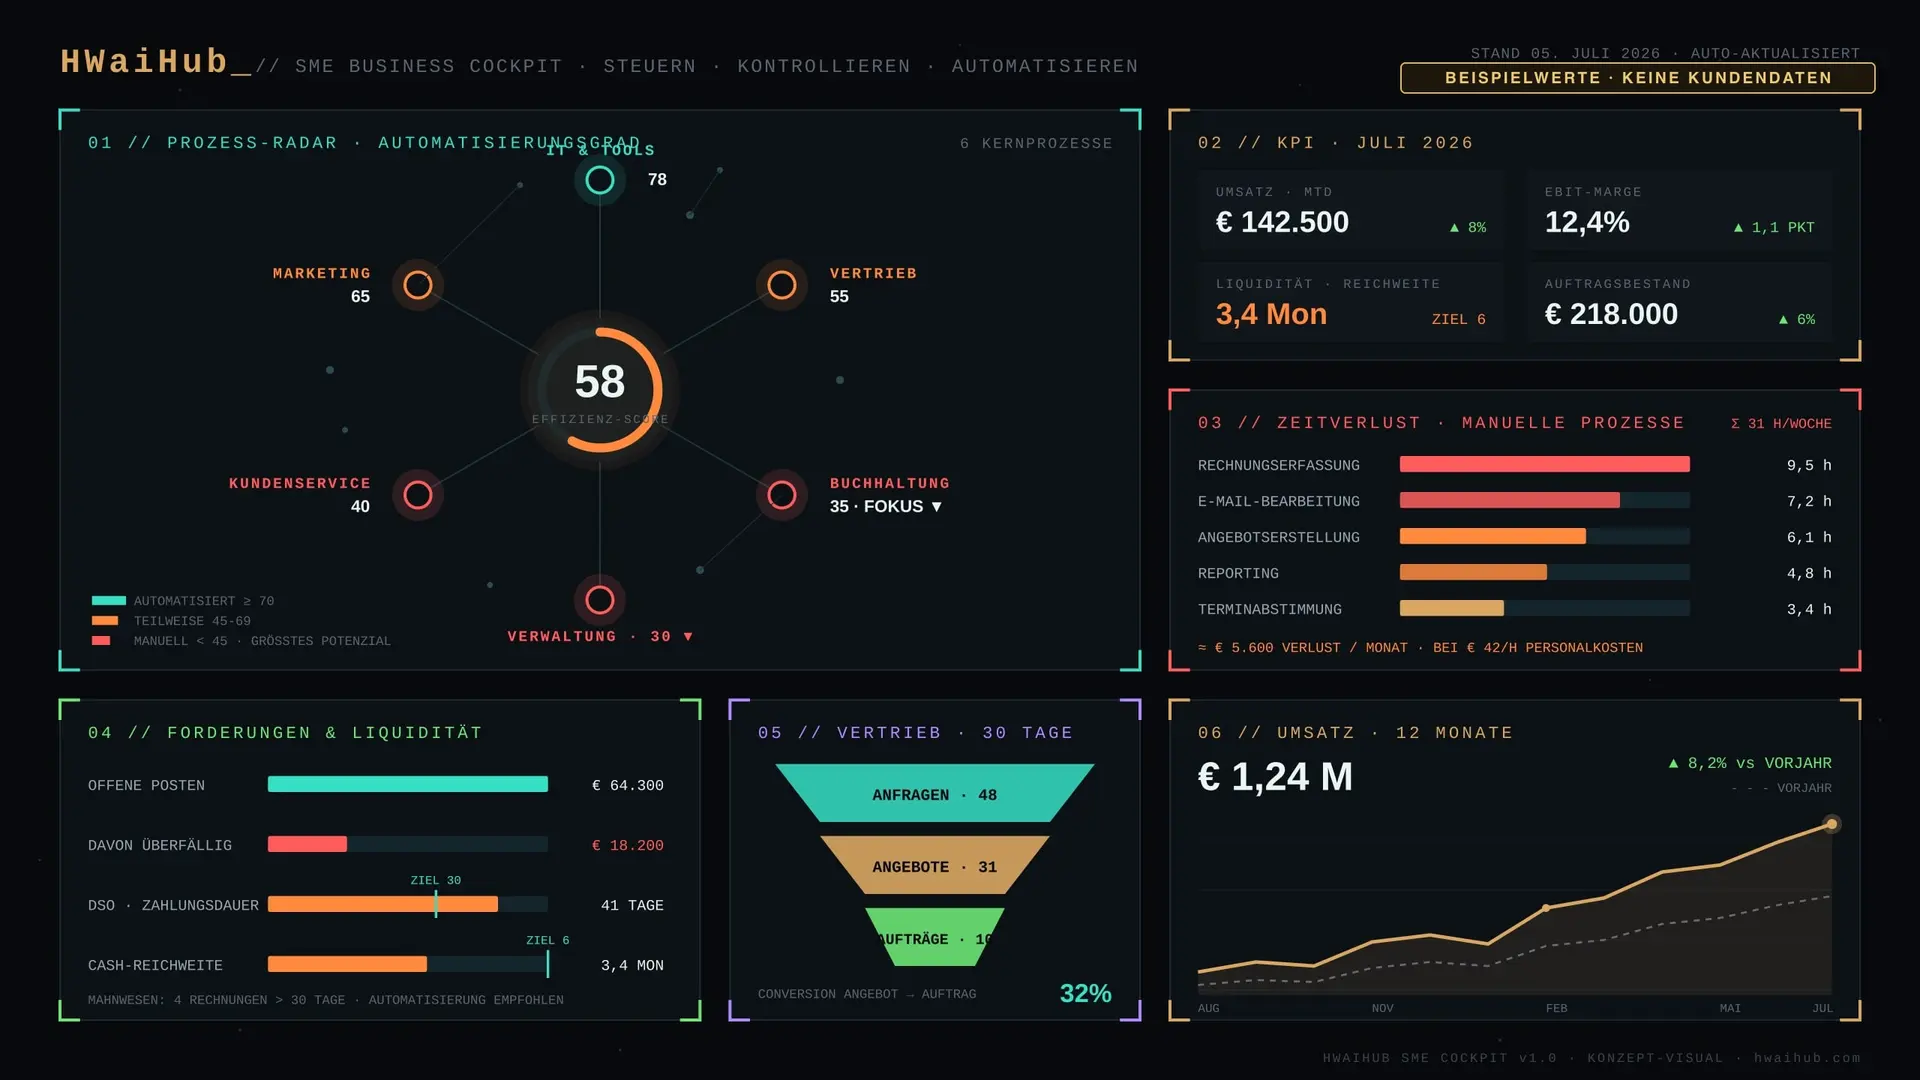 HWaiHub_// SME BUSINESS COCKPIT · STEUERN · KONTROLLIEREN · AUTOMATISIEREN
STAND 05. JULI 2026 · AUTO-AKTUALISIERT
BEISPIELWERTE · KEINE KUNDENDATEN
01 // PROZESS-RADAR · AUTOMATISIERUNGSGRAD
6 KERNPROZESSE
IT & TOOLS
78
MARKETING
65
VERTRIEB
55
58
EFFIZIENZ-SCORE
KUNDENSERVICE
40
BUCHHALTUNG
35 · FOKUS ▼
VERWALTUNG · 30 ▼
AUTOMATISIERT ≥ 70
TEILWEISE 45-69
MANUELL < 45 · GRÖSSTES POTENZIAL
02 // KPI · JULI 2026
UMSATZ · MTD
€ 142.500 ▲ 8%
EBIT-MARGE
12,4% ▲ 1,1 PKT
LIQUIDITÄT · REICHWEITE
3,4 Mon ZIEL 6
AUFTRAGSBESTAND
€ 218.000 ▲ 6%
03 // ZEITVERLUST · MANUELLE PROZESSE Σ 31 H/WOCHE
RECHNUNGSERFASSUNG 9,5 h
E-MAIL-BEARBEITUNG 7,2 h
ANGEBOTSERSTELLUNG 6,1 h
REPORTING 4,8 h
TERMINABSTIMMUNG 3,4 h
≈ € 5.600 VERLUST / MONAT · BEI € 42/H PERSONALKOSTEN
04 // FORDERUNGEN & LIQUIDITÄT
OFFENE POSTEN € 64.300
DAVON ÜBERFÄLLIG € 18.200
ZIEL 30
DSO · ZAHLUNGSDAUER 41 TAGE
ZIEL 6
CASH-REICHWEITE 3,4 MON
MAHNWESEN: 4 RECHNUNGEN > 30 TAGE · AUTOMATISIERUNG EMPFOHLEN
05 // VERTRIEB · 30 TAGE
ANFRAGEN · 48
ANGEBOTE · 31
AUFTRÄGE · 10
CONVERSION ANGEBOT → AUFTRAG 32%
06 // UMSATZ · 12 MONATE
€ 1,24 M
▲ 8,2% vs VORJAHR
- - - VORJAHR
AUG NOV FEB MAI JUL
HWAIHUB SME COCKPIT v1.0 · KONZEPT-VISUAL · hwaihub.com